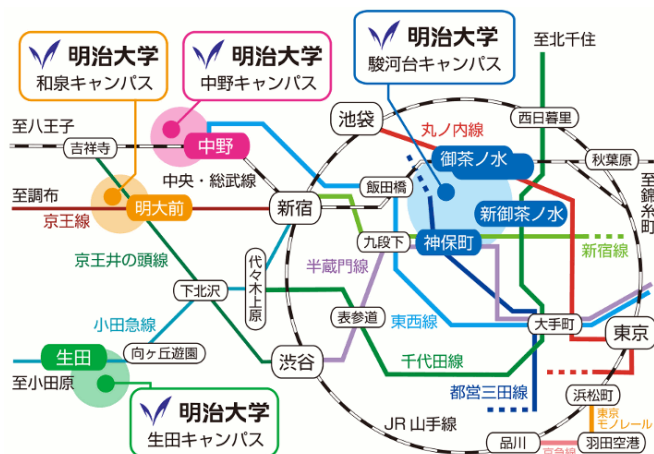 明治大学
和泉キャンパス
明治大学
中野キャンパス
明治大学
駿河台キャンパス
至北千住
至八王子
吉祥寺
中野
池袋
丸ノ内線
西日暮里
御茶ノ水
秋葉原
中央・総武線
飯田橋
至錦糸町
至調布
京王線
明大前
新宿
新御茶ノ水
九段下
神保町
新宿線
京王井の頭線
半蔵門線
代々木上原
下北沢
小田急線
表参道
東西線
大手町
東京
生田
向ヶ丘遊園
渋谷
千代田線
至小田原
都営三田線
浜松町
明治大学
生田キャンパス
JR山手線
東京
モノレール
品川
京急線
羽田空港